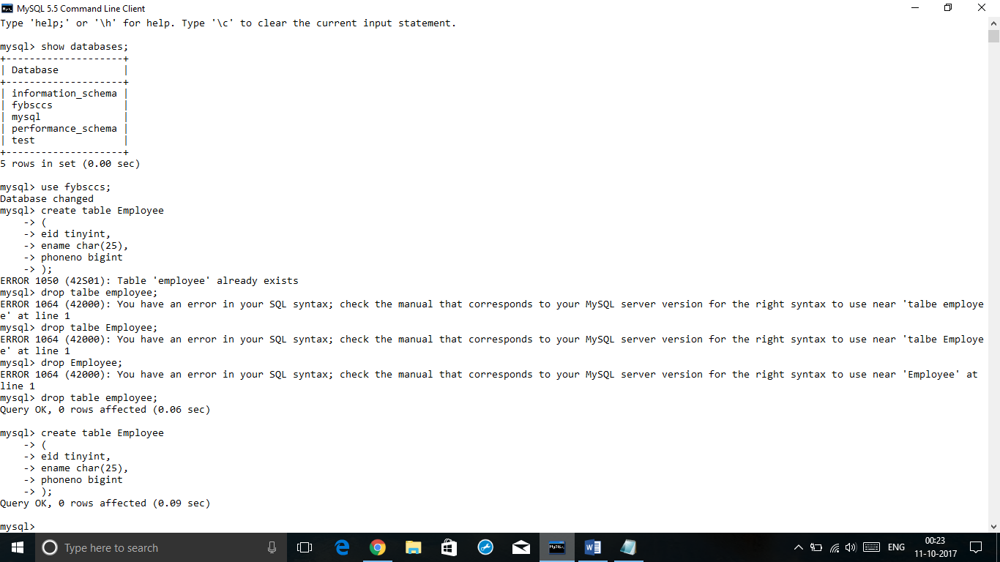 MySQL 5.5 Command Line Client
Type 'help;' or '\h' for help. Type '\c' to clear the current input statement.
mysql> show databases;
+--------------------+
| Database           |
+--------------------+
| information_schema |
| fybsccs            |
| mysql              |
| performance_schema |
| test               |
+--------------------+
5 rows in set (0.00 sec)
mysql> use fybsccs;
Database changed
mysql> create table Employee
    -> (
    -> eid tinyint,
    -> ename char(25),
    -> phoneno bigint
    -> );
ERROR 1050 (42S01): Table 'employee' already exists
mysql> drop talbe employee;
ERROR 1064 (42000): You have an error in your SQL syntax; check the manual that corresponds to your MySQL server version for the right syntax to use near 'talbe employe
e' at line 1
mysql> drop talbe Employee;
ERROR 1064 (42000): You have an error in your SQL syntax; check the manual that corresponds to your MySQL server version for the right syntax to use near 'talbe Employe
e' at line 1
mysql> drop Employee;
ERROR 1064 (42000): You have an error in your SQL syntax; check the manual that corresponds to your MySQL server version for the right syntax to use near 'Employee' at
line 1
mysql> drop table employee;
Query OK, 0 rows affected (0.06 sec)
mysql> create table Employee
    -> (
    -> eid tinyint,
    -> ename char(25),
    -> phoneno bigint
    -> );
Query OK, 0 rows affected (0.09 sec)
mysql>
Type here to search
ENG
00:23
11-10-2017